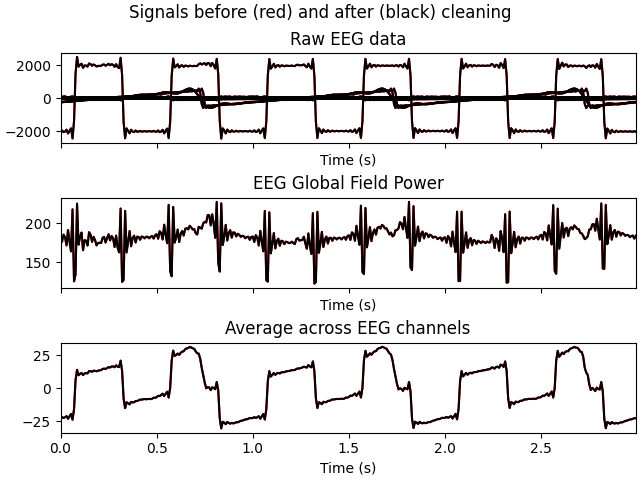 Signals before (red) and after (black) cleaning
Raw EEG data
2000
0
−2000
Time (s)
EEG Global Field Power
200
150
Time (s)
Average across EEG channels
25
0
−25
0.0 0.5 1.0 1.5 2.0 2.5
Time (s)